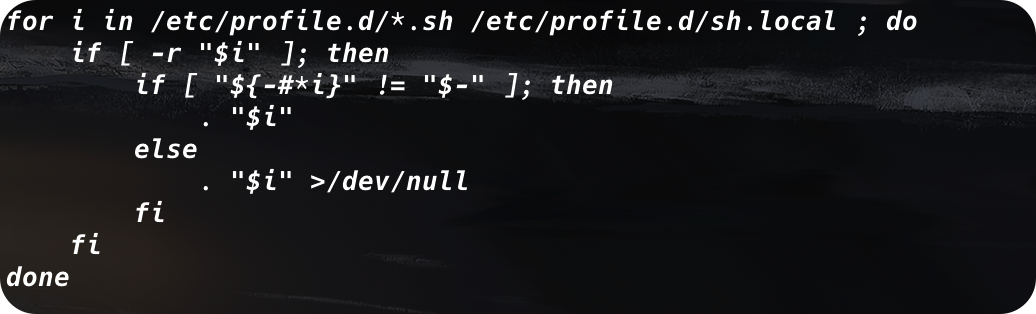 for i in /etc/profile.d/*.sh /etc/profile.d/sh.local ; do
    if [ -r "$i" ]; then
        if [ "${-#*i}" != "$-" ]; then
            . "$i"
        else
            . "$i" >/dev/null
        fi
    fi
done